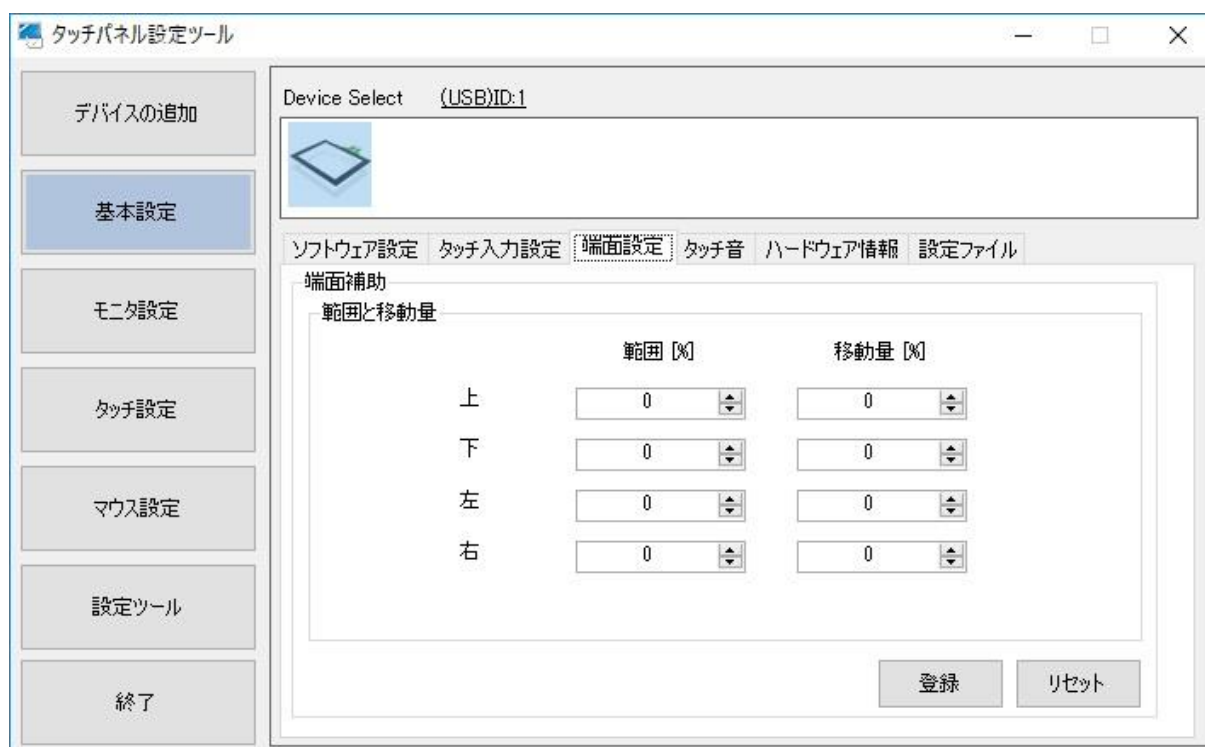 タッチパネル設定ツール
デバイスの追加
基本設定
モニタ設定
タッチ設定
マウス設定
設定ツール
終了
Device Select (USB)ID:1
ソフトウェア設定 タッチ入力設定 端面設定 タッチ音 ハードウェア情報 設定ファイル
端面補助
範囲と移動量
範囲 [%] 移動量 [%]
上 0 0
下 0 0
左 0 0
右 0 0
登録 リセット